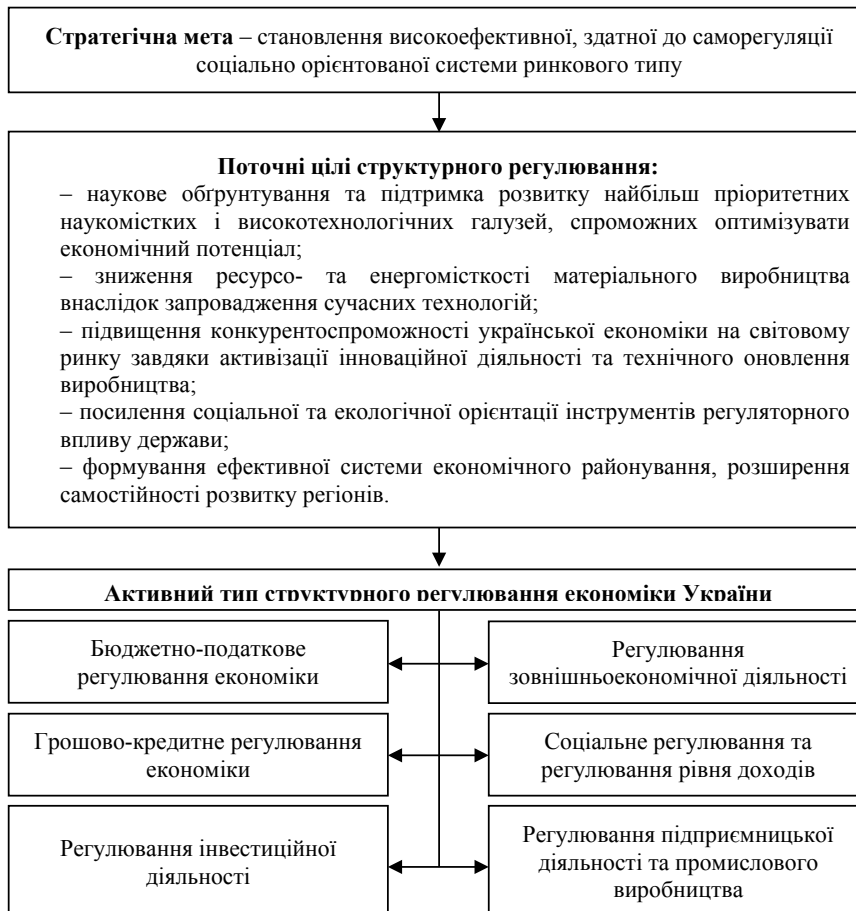 Стратегічна мета – становлення високоефективної, здатної до саморегуляції
соціально орієнтованої системи ринкового типу
Поточні цілі структурного регулювання:
– наукове обґрунтування та підтримка розвитку найбільш пріоритетних
наукомістких і високотехнологічних галузей, спроможних оптимізувати
економічний потенціал;
– зниження ресурсо- та енергомісткості матеріального виробництва
внаслідок запровадження сучасних технологій;
– підвищення конкурентоспроможності української економіки на світовому
ринку завдяки активізації інноваційної діяльності та технічного оновлення
виробництва;
– посилення соціальної та екологічної орієнтації інструментів регуляторного
впливу держави;
– формування ефективної системи економічного районування, розширення
самостійності розвитку регіонів.
Активний тип структурного регулювання економіки України
Бюджетно-податкове
регулювання економіки
Регулювання
зовнішньоекономічної діяльності
Грошово-кредитне регулювання
економіки
Соціальне регулювання та
регулювання рівня доходів
Регулювання інвестиційної
діяльності
Регулювання підприємницької
діяльності та промислового
виробництва